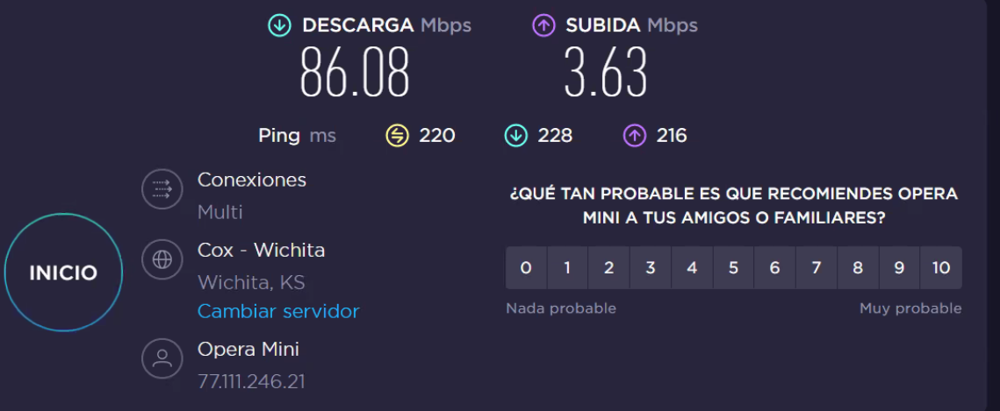 DESCARGA Mbps
SUBIDA Mbps
86.08
3.63
Ping ms 220 228 216
Conexiones
Multi
Cox - Wichita
Wichita, KS
Cambiar servidor
Opera Mini
77.111.246.21
INICIO
¿QUÉ TAN PROBABLE ES QUE RECOMIENDES OPERA
MINI A TUS AMIGOS O FAMILIARES?
0 1 2 3 4 5 6 7 8 9 10
Nada probable
Muy probable